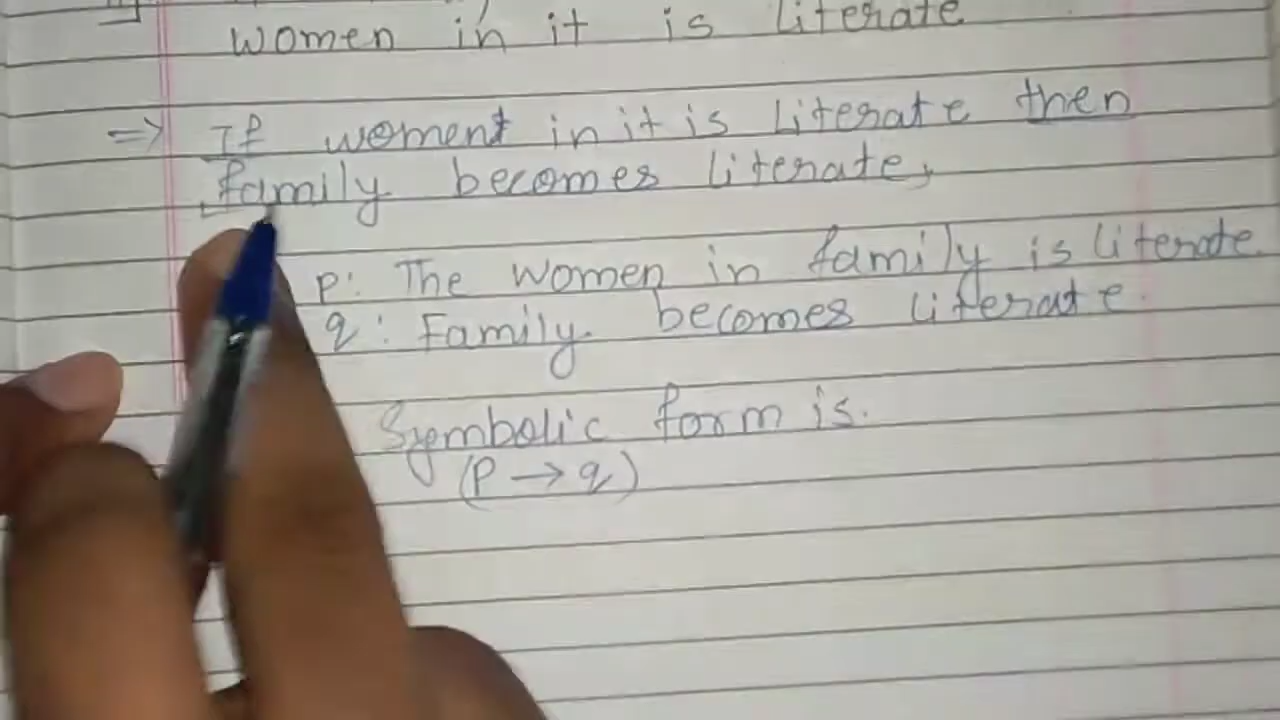 women in it is literate
=> If woment in it is literate then
family becomes literate,
p: The women in family is literate.
q: Family. becomes literate.
Symbolic form is.
(p → q)